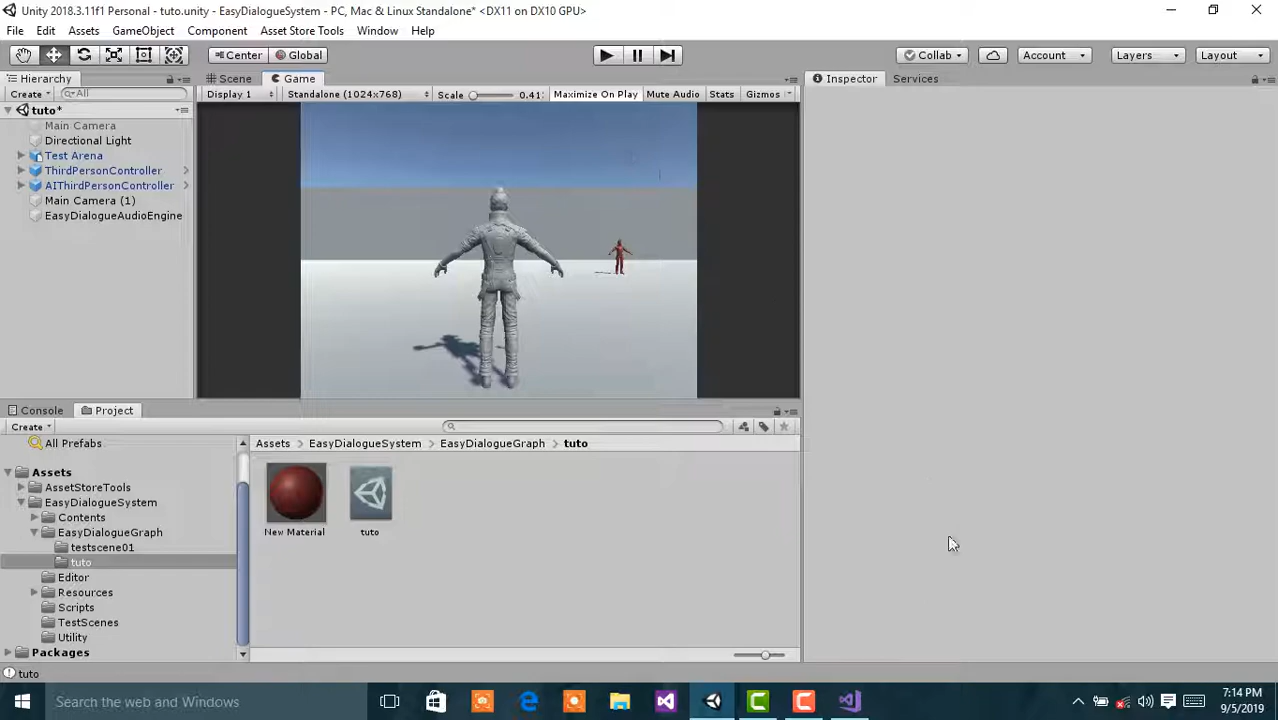 Unity 2018.3.11f1 Personal - tuto.unity - EasyDialogueSystem - PC, Mac & Linux Standalone* <DX11 on DX10 GPU>
File Edit Assets GameObject Component Asset Store Tools Window Help
Center Global Collab Account Layers Layout
Hierarchy Scene Game Inspector Services
Create All Display 1 Standalone (1024x768) Scale 0.41 Maximize On Play Mute Audio Stats Gizmos
tuto*
Main Camera
Directional Light
Test Arena
ThirdPersonController
AIThirdPersonController
Main Camera (1)
EasyDialogueAudioEngine
Console Project
Create
All Prefabs
Assets EasyDialogueSystem EasyDialogueGraph tuto
Assets
AssetStoreTools
EasyDialogueSystem
Contents
EasyDialogueGraph
testscene01
tuto
Editor
Resources
Scripts
TestScenes
Utility
Packages
New Material tuto
tuto
Search the web and Windows
7:14 PM
9/5/2019